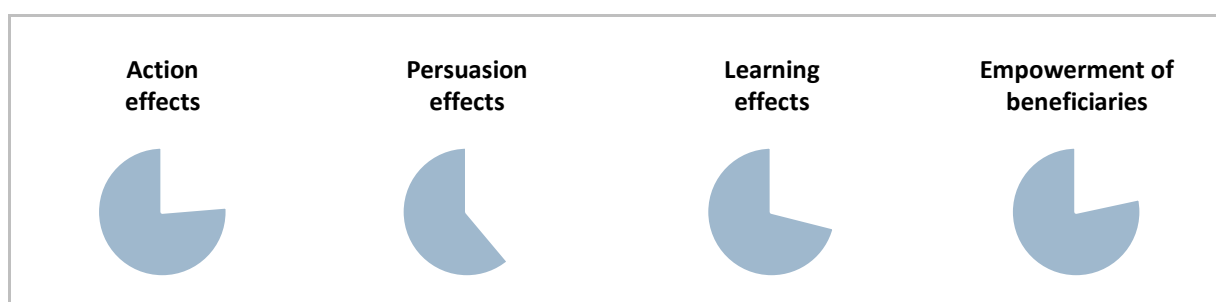 Action
effects
Persuasion
effects
Learning
effects
Empowerment of
beneficiaries